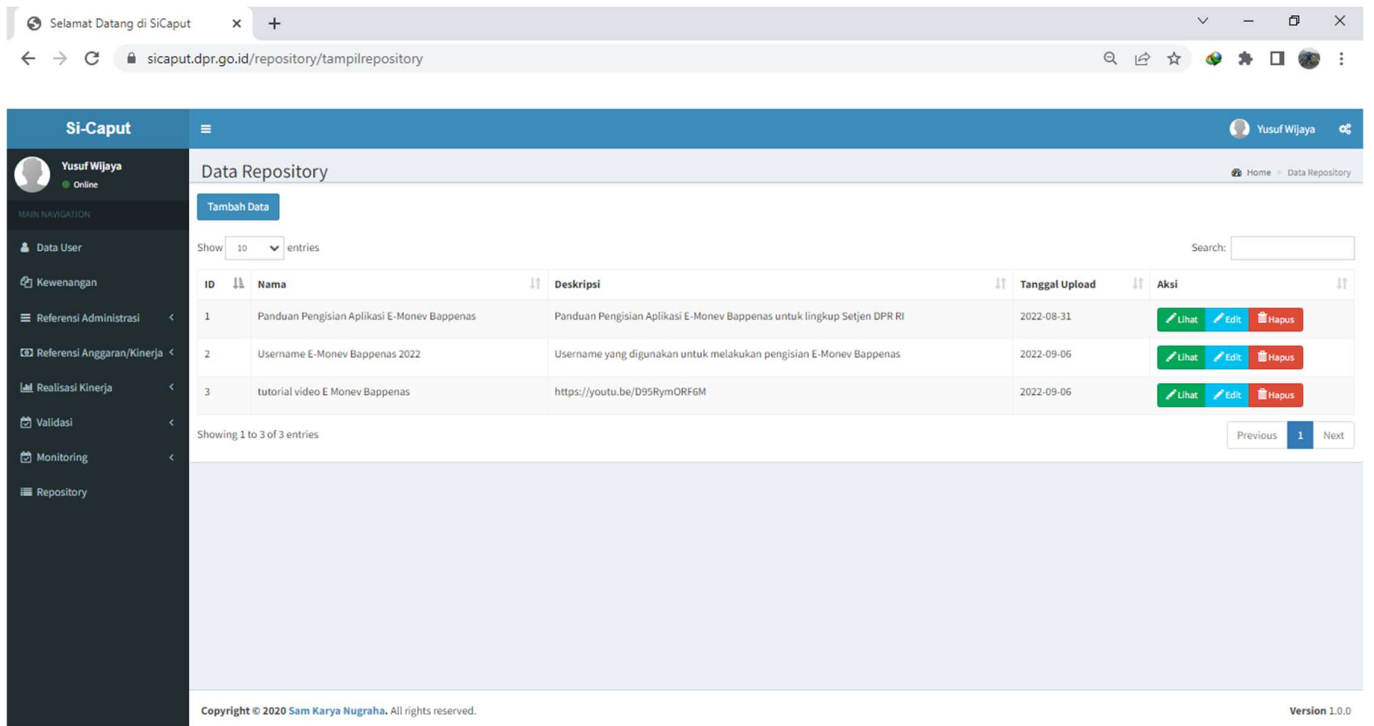 Selamat Datang di SiCaput
sicaput.dpr.go.id/repository/tampilrepository
Si-Caput
Yusuf Wijaya
Yusuf Wijaya
Online
Data Repository
Home > Data Repository
MAIN NAVIGATION
Tambah Data
Data User
Kewenangan
Referensi Administrasi
Referensi Anggaran/Kinerja
Realisasi Kinerja
Validasi
Monitoring
Repository
Show 10 entries
Search:
ID Nama Deskripsi Tanggal Upload Aksi
1 Panduan Pengisian Aplikasi E-Monev Bappenas Panduan Pengisian Aplikasi E-Monev Bappenas untuk lingkup Setjen DPR RI 2022-08-31 Lihat Edit Hapus
2 Username E-Monev Bappenas 2022 Username yang digunakan untuk melakukan pengisian E-Monev Bappenas 2022-09-06 Lihat Edit Hapus
3 tutorial video E Monev Bappenas https://youtu.be/D95RymORF6M 2022-09-06 Lihat Edit Hapus
Showing 1 to 3 of 3 entries
Previous 1 Next
Copyright © 2020 Sam Karya Nugraha. All rights reserved.
Version 1.0.0